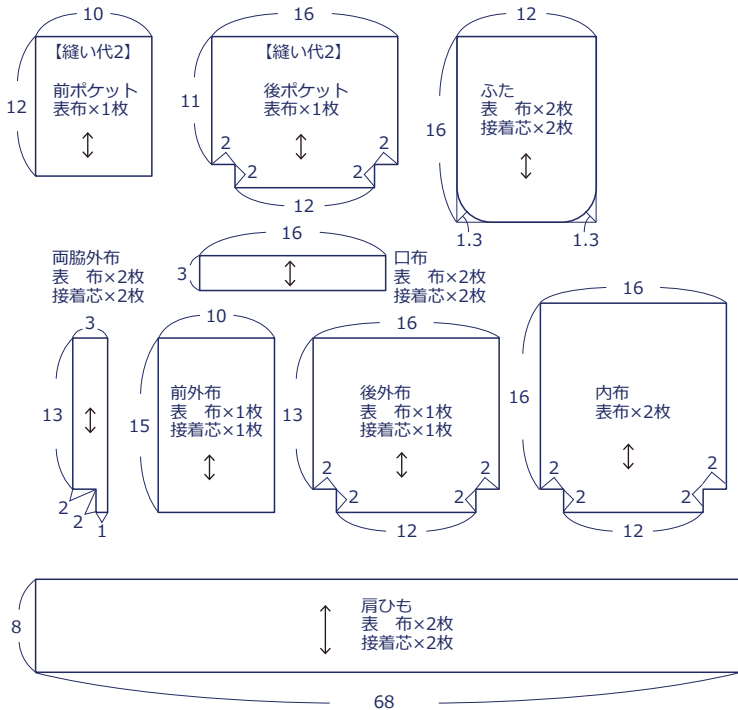 10
【縫い代2】
前ポケット
表布×1枚
12
16
【縫い代2】
後ポケット
表布×1枚
11
2
2
2
2
12
12
ふた
表　布×2枚
接着芯×2枚
16
1.3
1.3
両脇外布
表　布×2枚
接着芯×2枚
16
3
口布
表　布×2枚
接着芯×2枚
3
13
2
2
1
10
前外布
表　布×1枚
接着芯×1枚
15
16
後外布
表　布×1枚
接着芯×1枚
13
2
2
2
2
12
16
内布
表布×2枚
16
2
2
2
2
12
肩ひも
表　布×2枚
接着芯×2枚
8
68